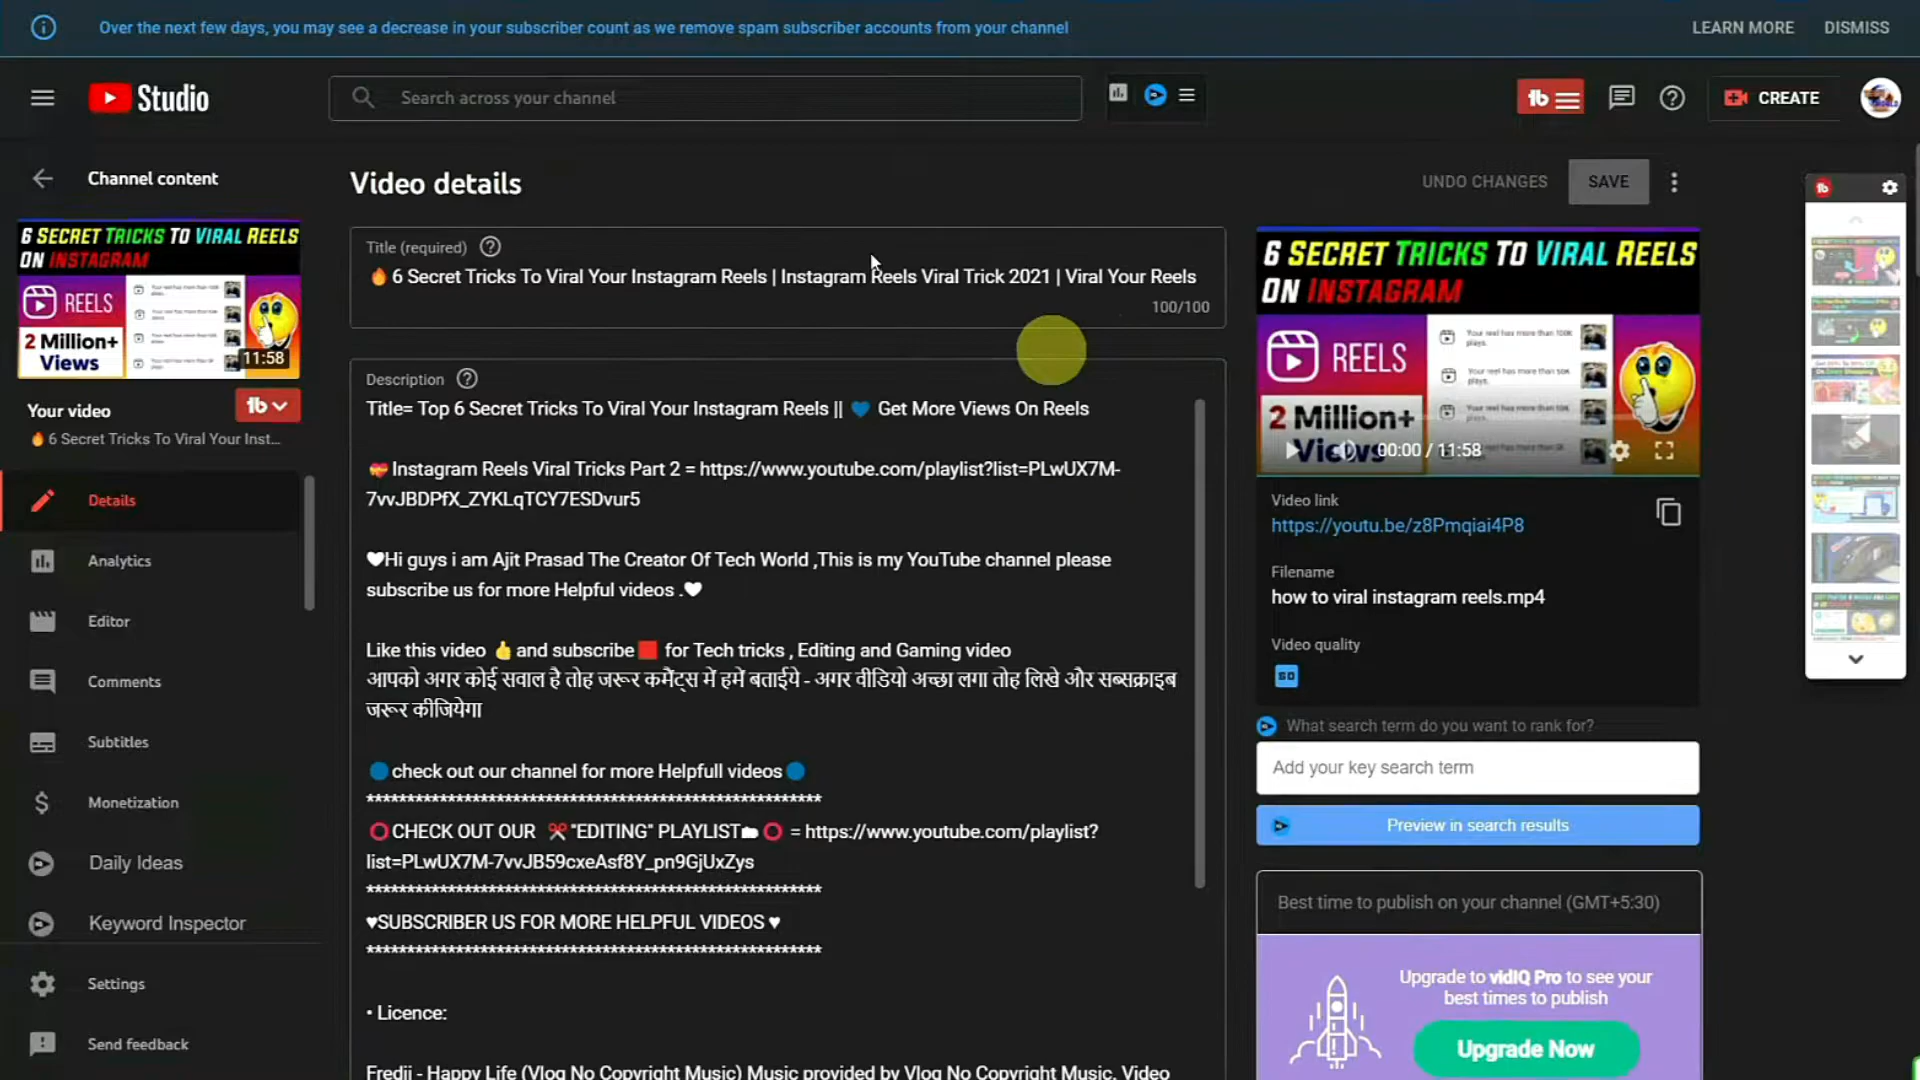 Over the next few days, you may see a decrease in your subscriber count as we remove spam subscriber accounts from your channel
LEARN MORE
DISMISS
Studio
Search across your channel
CREATE
Channel content
Video details
UNDO CHANGES
SAVE
6 SECRET TRICKS TO VIRAL REELS
ON INSTAGRAM
REELS
2 Million+
Views
11:58
Your video
🔥6 Secret Tricks To Viral Your Inst...
Details
Analytics
Editor
Comments
Subtitles
Monetization
Daily Ideas
Keyword Inspector
Settings
Send feedback
Title (required)
🔥6 Secret Tricks To Viral Your Instagram Reels | Instagram Reels Viral Trick 2021 | Viral Your Reels
100/100
Description
Title= Top 6 Secret Tricks To Viral Your Instagram Reels || 💙 Get More Views On Reels
💝Instagram Reels Viral Tricks Part 2 = https://www.youtube.com/playlist?list=PLwUX7M-
7vvJBDPfX_ZYKLqTCY7ESDvur5
🤍Hi guys i am Ajit Prasad The Creator Of Tech World ,This is my YouTube channel please
subscribe us for more Helpful videos .🤍
Like this video 👍and subscribe🟥 for Tech tricks , Editing and Gaming video
आपको अगर कोई सवाल है तोह जरूर कमैंट्स में हमें बताईये - अगर वीडियो अच्छा लगा तोह लिखे और सब्सक्राइब
जरूर कीजियेगा
🔵check out our channel for more Helpfull videos🔵
********************************************************
⭕CHECK OUT OUR ✂"EDITING" PLAYLIST📁⭕ = https://www.youtube.com/playlist?
list=PLwUX7M-7vvJB59cxeAsf8Y_pn9GjUxZys
********************************************************
♥SUBSCRIBER US FOR MORE HELPFUL VIDEOS ♥
********************************************************
• Licence:
Fredji - Happy Life (Vlog No Copyright Music) Music provided by Vlog No Copyright Music. Video
6 SECRET TRICKS TO VIRAL REELS
ON INSTAGRAM
REELS
Your reel has more than 100K
plays.
Your reel has more than 50K
plays.
2 Million+
Views
00:00 / 11:58
Video link
https://youtu.be/z8Pmqiai4P8
Filename
how to viral instagram reels.mp4
Video quality
SD
What search term do you want to rank for?
Add your key search term
Preview in search results
Best time to publish on your channel (GMT+5:30)
Upgrade to vidIQ Pro to see your
best times to publish
Upgrade Now